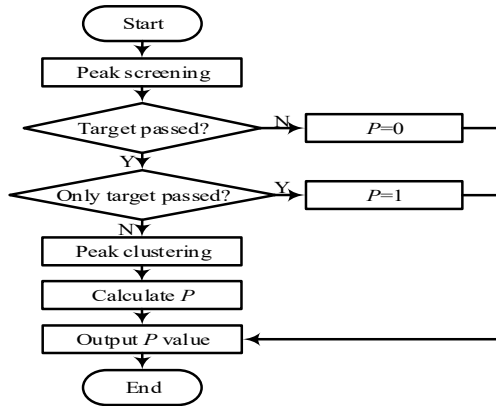 Start
Peak screening
Target passed?
N
P=0
Y
Only target passed?
Y
P=1
N
Peak clustering
Calculate P
Output P value
End